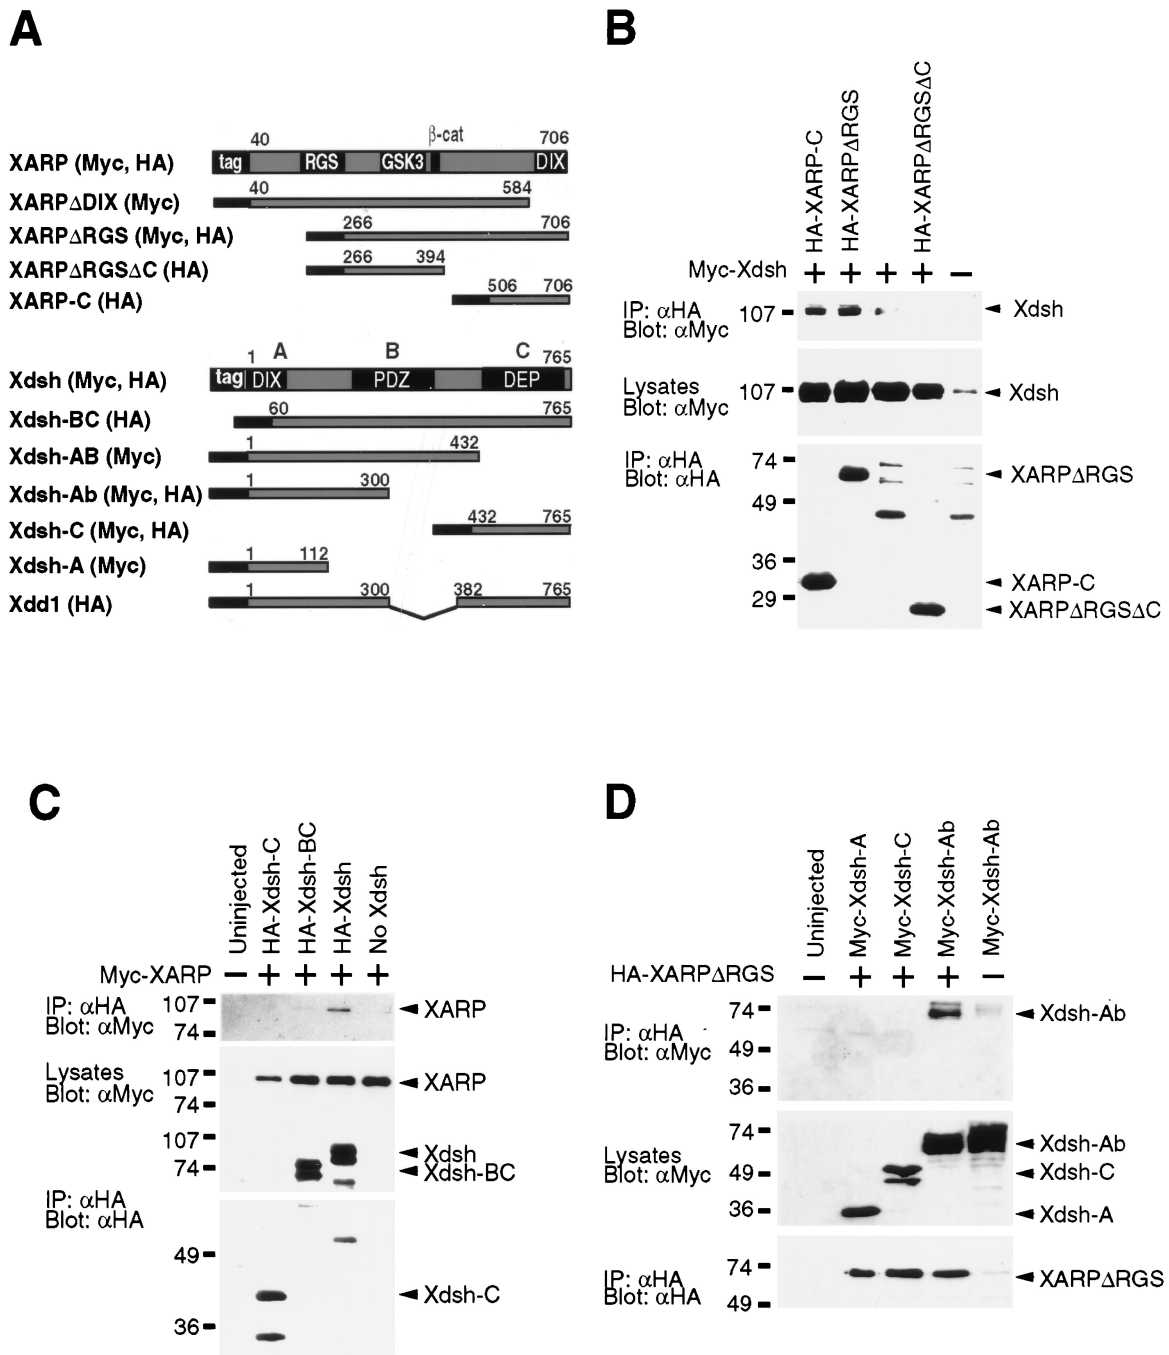 A
40 β-cat 706
XARP (Myc, HA) tag RGS GSK3 DIX
XARPΔDIX (Myc) 40 584
XARPΔRGS (Myc, HA) 266 706
XARPΔRGSΔC (HA) 266 394
XARP-C (HA) 506 706
1 A B C 765
Xdsh (Myc, HA) tag DIX PDZ DEP
Xdsh-BC (HA) 60 765
Xdsh-AB (Myc) 1 432
Xdsh-Ab (Myc, HA) 1 300
Xdsh-C (Myc, HA) 432 765
Xdsh-A (Myc) 1 112
Xdd1 (HA) 1 300 382 765
B
HA-XARP-C
HA-XARPΔRGS
HA-XARPΔRGSΔC
Myc-Xdsh + + + + −
IP: αHA
Blot: αMyc
107
Xdsh
Lysates
Blot: αMyc
107
Xdsh
IP: αHA
Blot: αHA
74
49
36
29
XARPΔRGS
XARP-C
XARPΔRGSΔC
C
Uninjected
HA-Xdsh-C
HA-Xdsh-BC
HA-Xdsh
No Xdsh
Myc-XARP − + + + +
IP: αHA
Blot: αMyc
107
74
XARP
Lysates
Blot: αMyc
107
74
XARP
107
74
Xdsh
Xdsh-BC
IP: αHA
Blot: αHA
49
36
Xdsh-C
D
Uninjected
Myc-Xdsh-A
Myc-Xdsh-C
Myc-Xdsh-Ab
Myc-Xdsh-Ab
HA-XARPΔRGS − + + + −
IP: αHA
Blot: αMyc
74
49
36
Xdsh-Ab
Lysates
Blot: αMyc
74
49
36
Xdsh-Ab
Xdsh-C
Xdsh-A
IP: αHA
Blot: αHA
74
49
XARPΔRGS